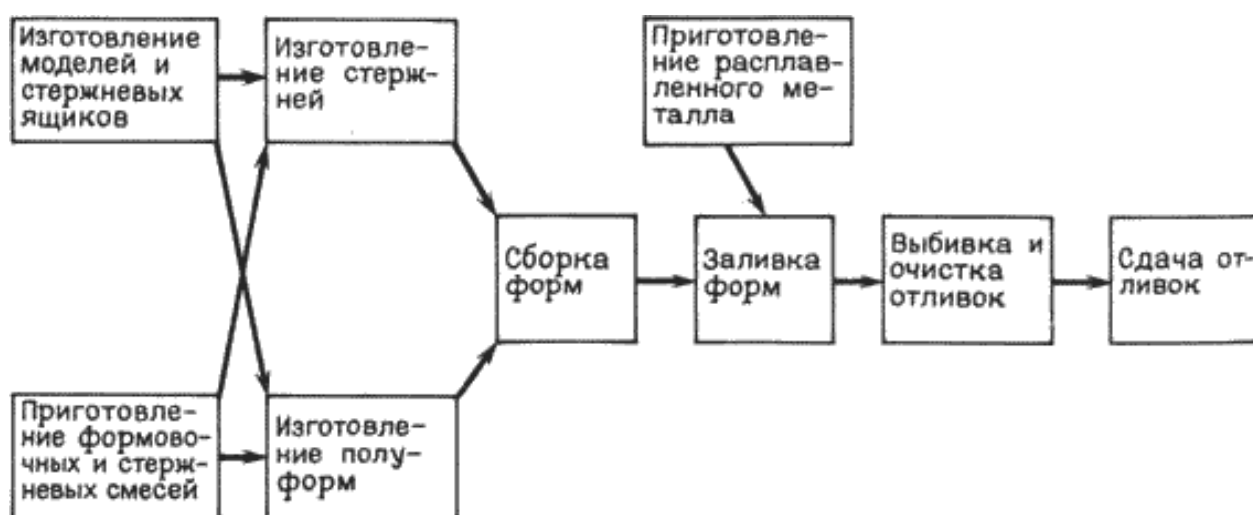 Изготовление
моделей и
стержневых
ящиков
Изготовле-
ние стерж-
ней
Приготовле-
ние расплав-
ленного ме-
талла
Сборка
форм
Заливка
форм
Выбивка и
очистка
отливок
Сдача от-
ливок
Приготовле-
ние формово-
чных и стерж-
невых смесей
Изготовле-
ние полу-
форм